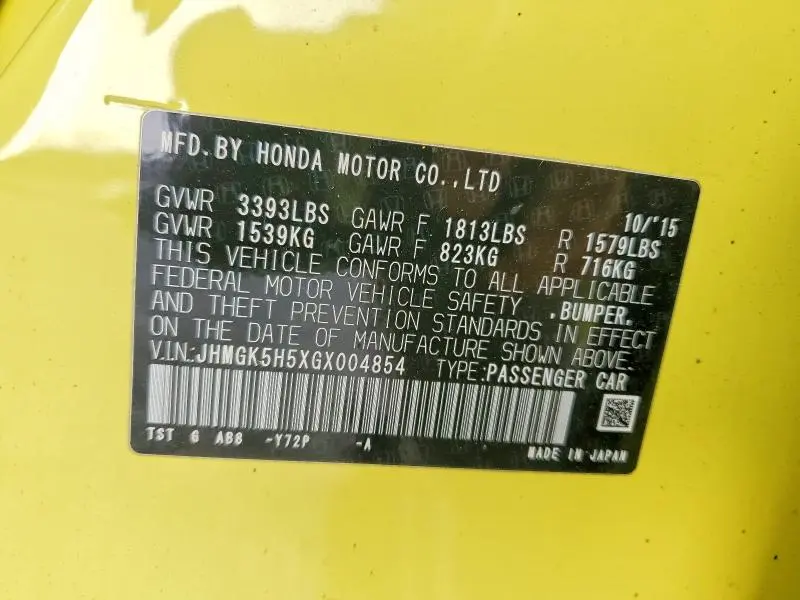 MFD. BY HONDA MOTOR CO.,LTD
10/'15
GVWR 3393LBS GAWR F 1813LBS R 1579LBS
GVWR 1539KG GAWR F 823KG R 716KG
THIS VEHICLE CONFORMS TO ALL APPLICABLE
FEDERAL MOTOR VEHICLE SAFETY .BUMPER.
AND THEFT PREVENTION STANDARDS IN EFFECT
ON THE DATE OF MANUFACTURE SHOWN ABOVE.
V.I.N:JHMGK5H5XGX004854 TYPE:PASSENGER CAR
TST G AB8 -Y72P -A MADE IN JAPAN